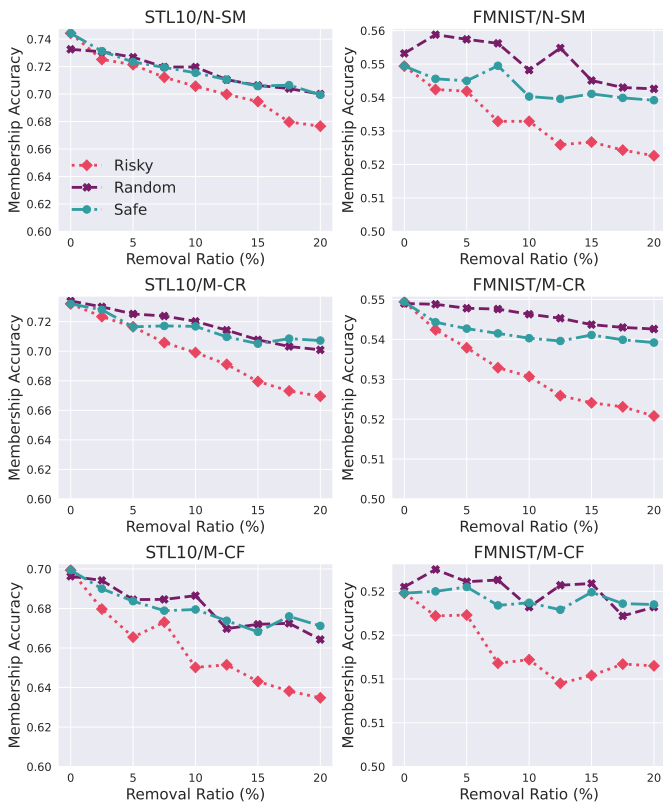 STL10/N-SM
Membership Accuracy
0.74
0.72
0.70
0.68
0.66
0.64
0.62
0.60
Risky
Random
Safe
0 5 10 15 20
Removal Ratio (%)
FMNIST/N-SM
Membership Accuracy
0.56
0.55
0.54
0.53
0.52
0.51
0.50
0 5 10 15 20
Removal Ratio (%)
STL10/M-CR
Membership Accuracy
0.72
0.70
0.68
0.66
0.64
0.62
0.60
0 5 10 15 20
Removal Ratio (%)
FMNIST/M-CR
Membership Accuracy
0.55
0.54
0.53
0.52
0.51
0.50
0 5 10 15 20
Removal Ratio (%)
STL10/M-CF
Membership Accuracy
0.70
0.68
0.66
0.64
0.62
0.60
0 5 10 15 20
Removal Ratio (%)
FMNIST/M-CF
Membership Accuracy
0.52
0.52
0.51
0.51
0.50
0 5 10 15 20
Removal Ratio (%)